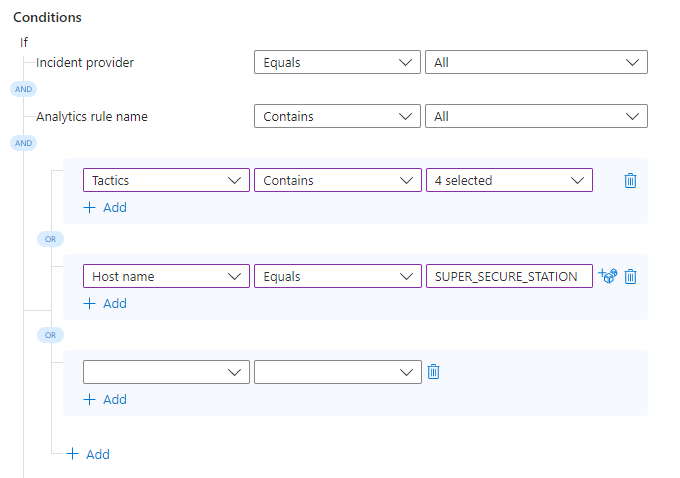 Conditions
If
Incident provider Equals All
AND
Analytics rule name Contains All
AND
Tactics Contains 4 selected
+ Add
OR
Host name Equals SUPER_SECURE_STATION
+ Add
OR
+ Add
+ Add